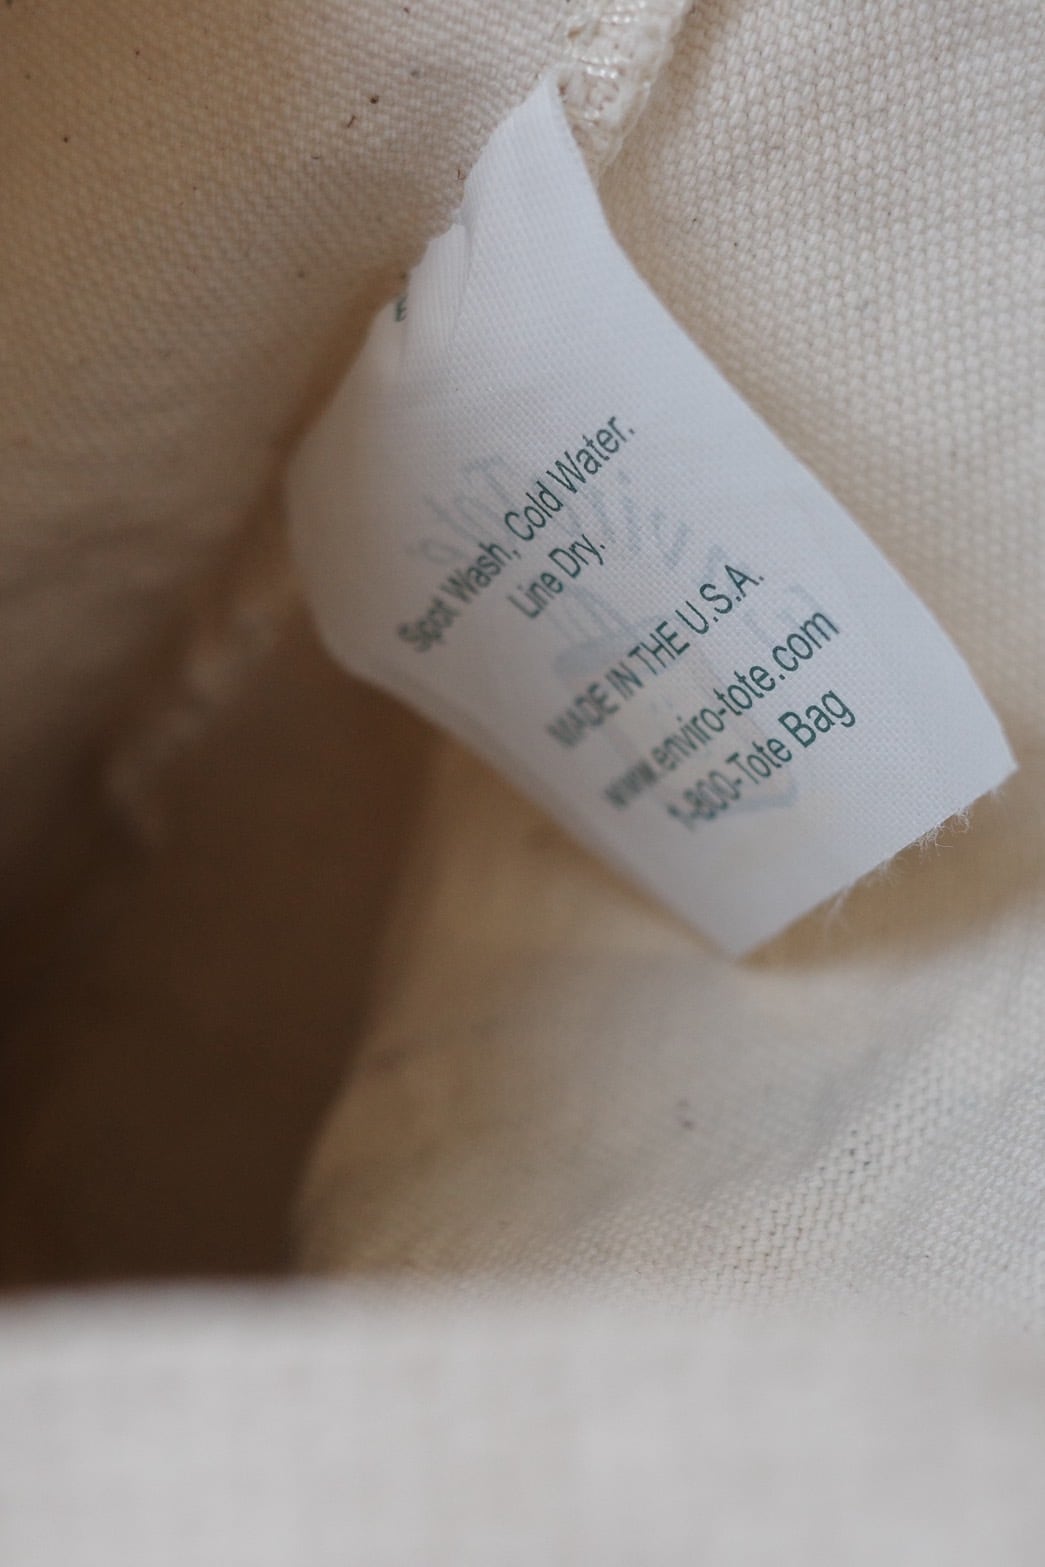 Spot Wash, Cold Water.
Line Dry.
MADE IN THE U.S.A.
www.enviro-tote.com
1-800-Tote Bag